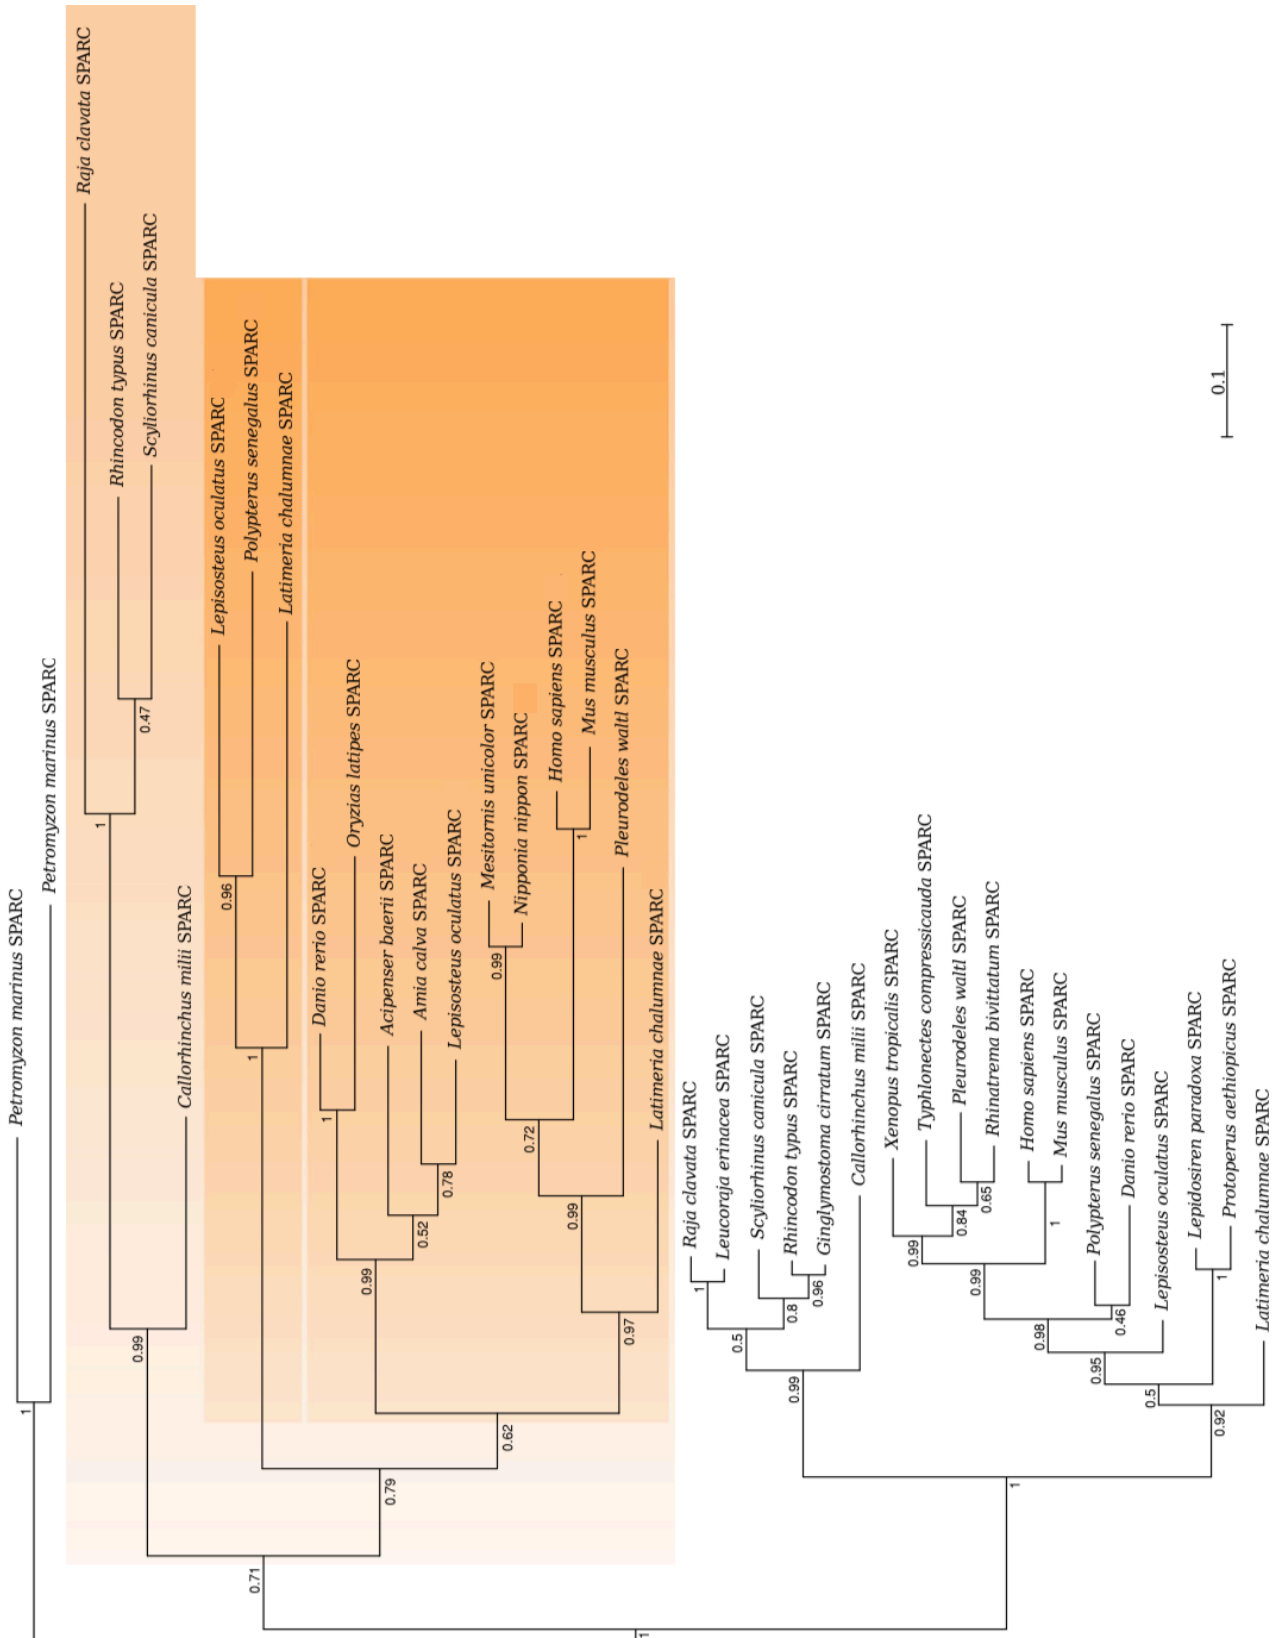 Petromyzon marinus SPARC
Petromyzon marinus SPARC
1
Raja clavata SPARC
Rhincodon typus SPARC
Scyliorhinus canicula SPARC
0.47
1
Callorhinchus milii SPARC
0.99
Lepisosteus oculatus SPARC
Polypterus senegalus SPARC
0.96
Latimeria chalumnae SPARC
1
Danio rerio SPARC
Oryzias latipes SPARC
1
Acipenser baerii SPARC
Amia calva SPARC
Lepisosteus oculatus SPARC
0.78
0.52
0.99
Mesitornis unicolor SPARC
Nipponia nippon SPARC
0.99
Homo sapiens SPARC
Mus musculus SPARC
1
0.72
Pleurodeles waltl SPARC
0.99
Latimeria chalumnae SPARC
0.97
0.62
0.79
0.71
Raja clavata SPARC
Leucoraja erinacea SPARC
1
Scyliorhinus canicula SPARC
Rhincodon typus SPARC
Ginglymostoma cirratum SPARC
0.96
0.8
0.5
Callorhinchus milii SPARC
0.99
Xenopus tropicalis SPARC
Typhlonectes compressicauda SPARC
Pleurodeles waltl SPARC
Rhinatrema bivittatum SPARC
0.65
0.84
0.99
Homo sapiens SPARC
Mus musculus SPARC
1
0.99
Polypterus senegalus SPARC
Danio rerio SPARC
0.46
0.98
Lepisosteus oculatus SPARC
0.95
Lepidosiren paradoxa SPARC
Protoperus aethiopicus SPARC
1
0.5
Latimeria chalumnae SPARC
0.92
1
1
0.1